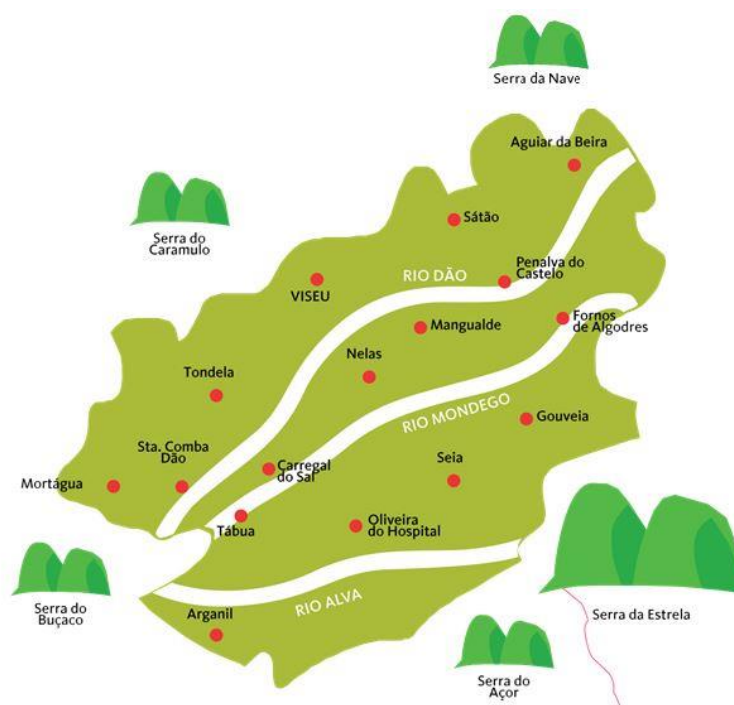 Serra da Nave
Aguiar da Beira
Serra do
Caramulo
Sátão
Penalva do
Castelo
RIO DÃO
VISEU
Fornos
de Algodres
Mangualde
Nelas
Tondela
RIO MONDEGO
Gouveia
Sta. Comba
Dão
Carregal
do Sal
Seia
Mortágua
Tábua
Oliveira
do Hospital
Serra do
Buçaco
RIO ALVA
Arganil
Serra da Estrela
Serra do
Açor